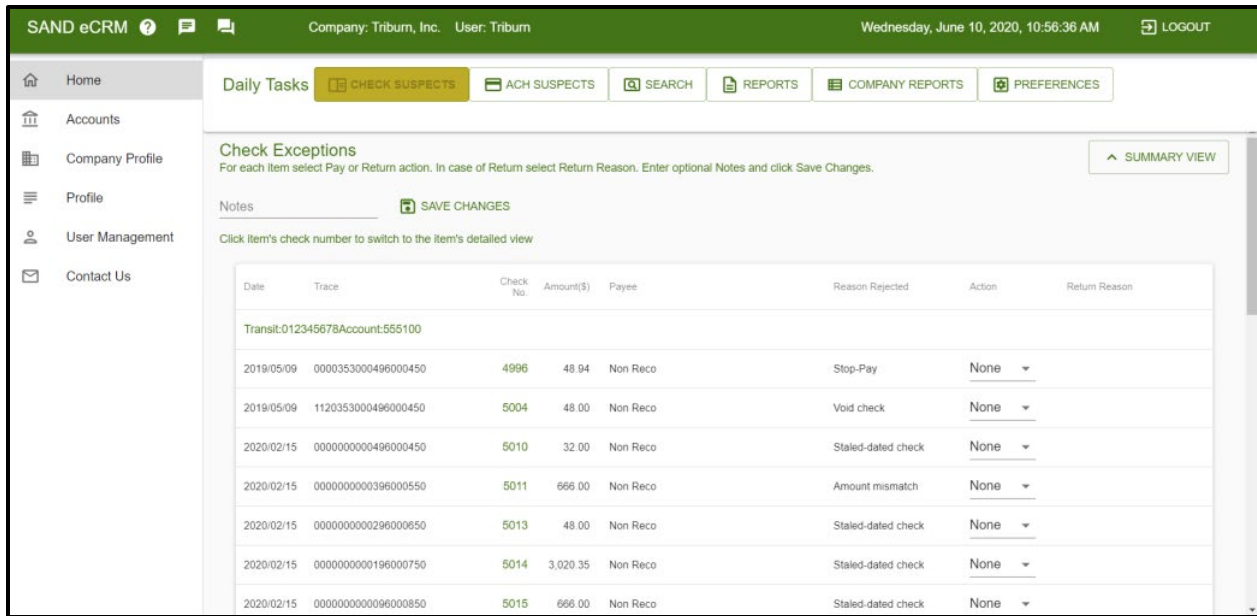 SAND eCRM Company: Triburn, Inc. User: Triburn Wednesday, June 10, 2020, 10:56:36 AM LOGOUT
Home
Accounts
Company Profile
Profile
User Management
Contact Us
Daily Tasks CHECK SUSPECTS ACH SUSPECTS SEARCH REPORTS COMPANY REPORTS PREFERENCES
Check Exceptions
SUMMARY VIEW
For each item select Pay or Return action. In case of Return select Return Reason. Enter optional Notes and click Save Changes.
Notes SAVE CHANGES
Click item's check number to switch to the item's detailed view
Date Trace Check No. Amount($) Payee Reason Rejected Action Return Reason
Transit:012345678Account:555100
2019/05/09 0000353000496000450 4996 48.94 Non Reco Stop-Pay None
2019/05/09 1120353000496000450 5004 48.00 Non Reco Void check None
2020/02/15 0000000000496000450 5010 32.00 Non Reco Staled-dated check None
2020/02/15 0000000000396000550 5011 666.00 Non Reco Amount mismatch None
2020/02/15 0000000000296000650 5013 48.00 Non Reco Staled-dated check None
2020/02/15 0000000000196000750 5014 3,020.35 Non Reco Staled-dated check None
2020/02/15 0000000000096000850 5015 666.00 Non Reco Staled-dated check None